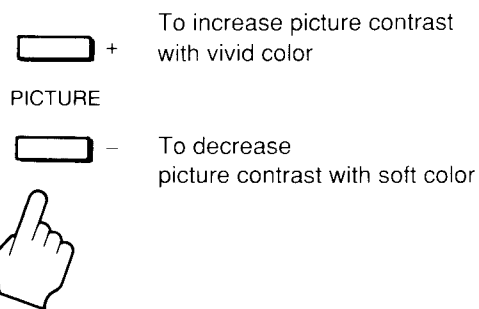 + To increase picture contrast
with vivid color
PICTURE
– To decrease
picture contrast with soft color